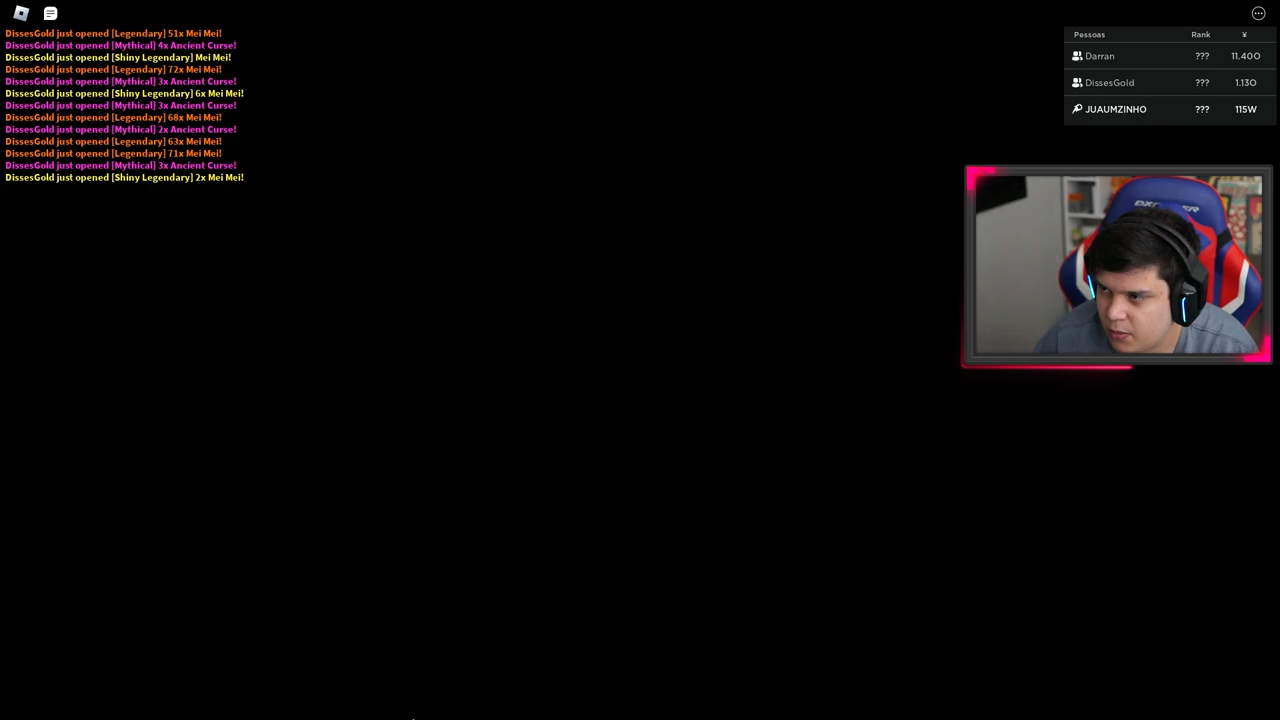 DissesGold just opened [Legendary] 51x Mei Mei!
DissesGold just opened [Mythical] 4x Ancient Curse!
DissesGold just opened [Shiny Legendary] Mei Mei!
DissesGold just opened [Legendary] 72x Mei Mei!
DissesGold just opened [Mythical] 3x Ancient Curse!
DissesGold just opened [Shiny Legendary] 6x Mei Mei!
DissesGold just opened [Mythical] 3x Ancient Curse!
DissesGold just opened [Legendary] 68x Mei Mei!
DissesGold just opened [Mythical] 2x Ancient Curse!
DissesGold just opened [Legendary] 63x Mei Mei!
DissesGold just opened [Legendary] 71x Mei Mei!
DissesGold just opened [Mythical] 3x Ancient Curse!
DissesGold just opened [Shiny Legendary] 2x Mei Mei!
Pessoas Rank ¥
Darran ??? 11.40O
DissesGold ??? 1.13O
JUAUMZINHO ??? 115W